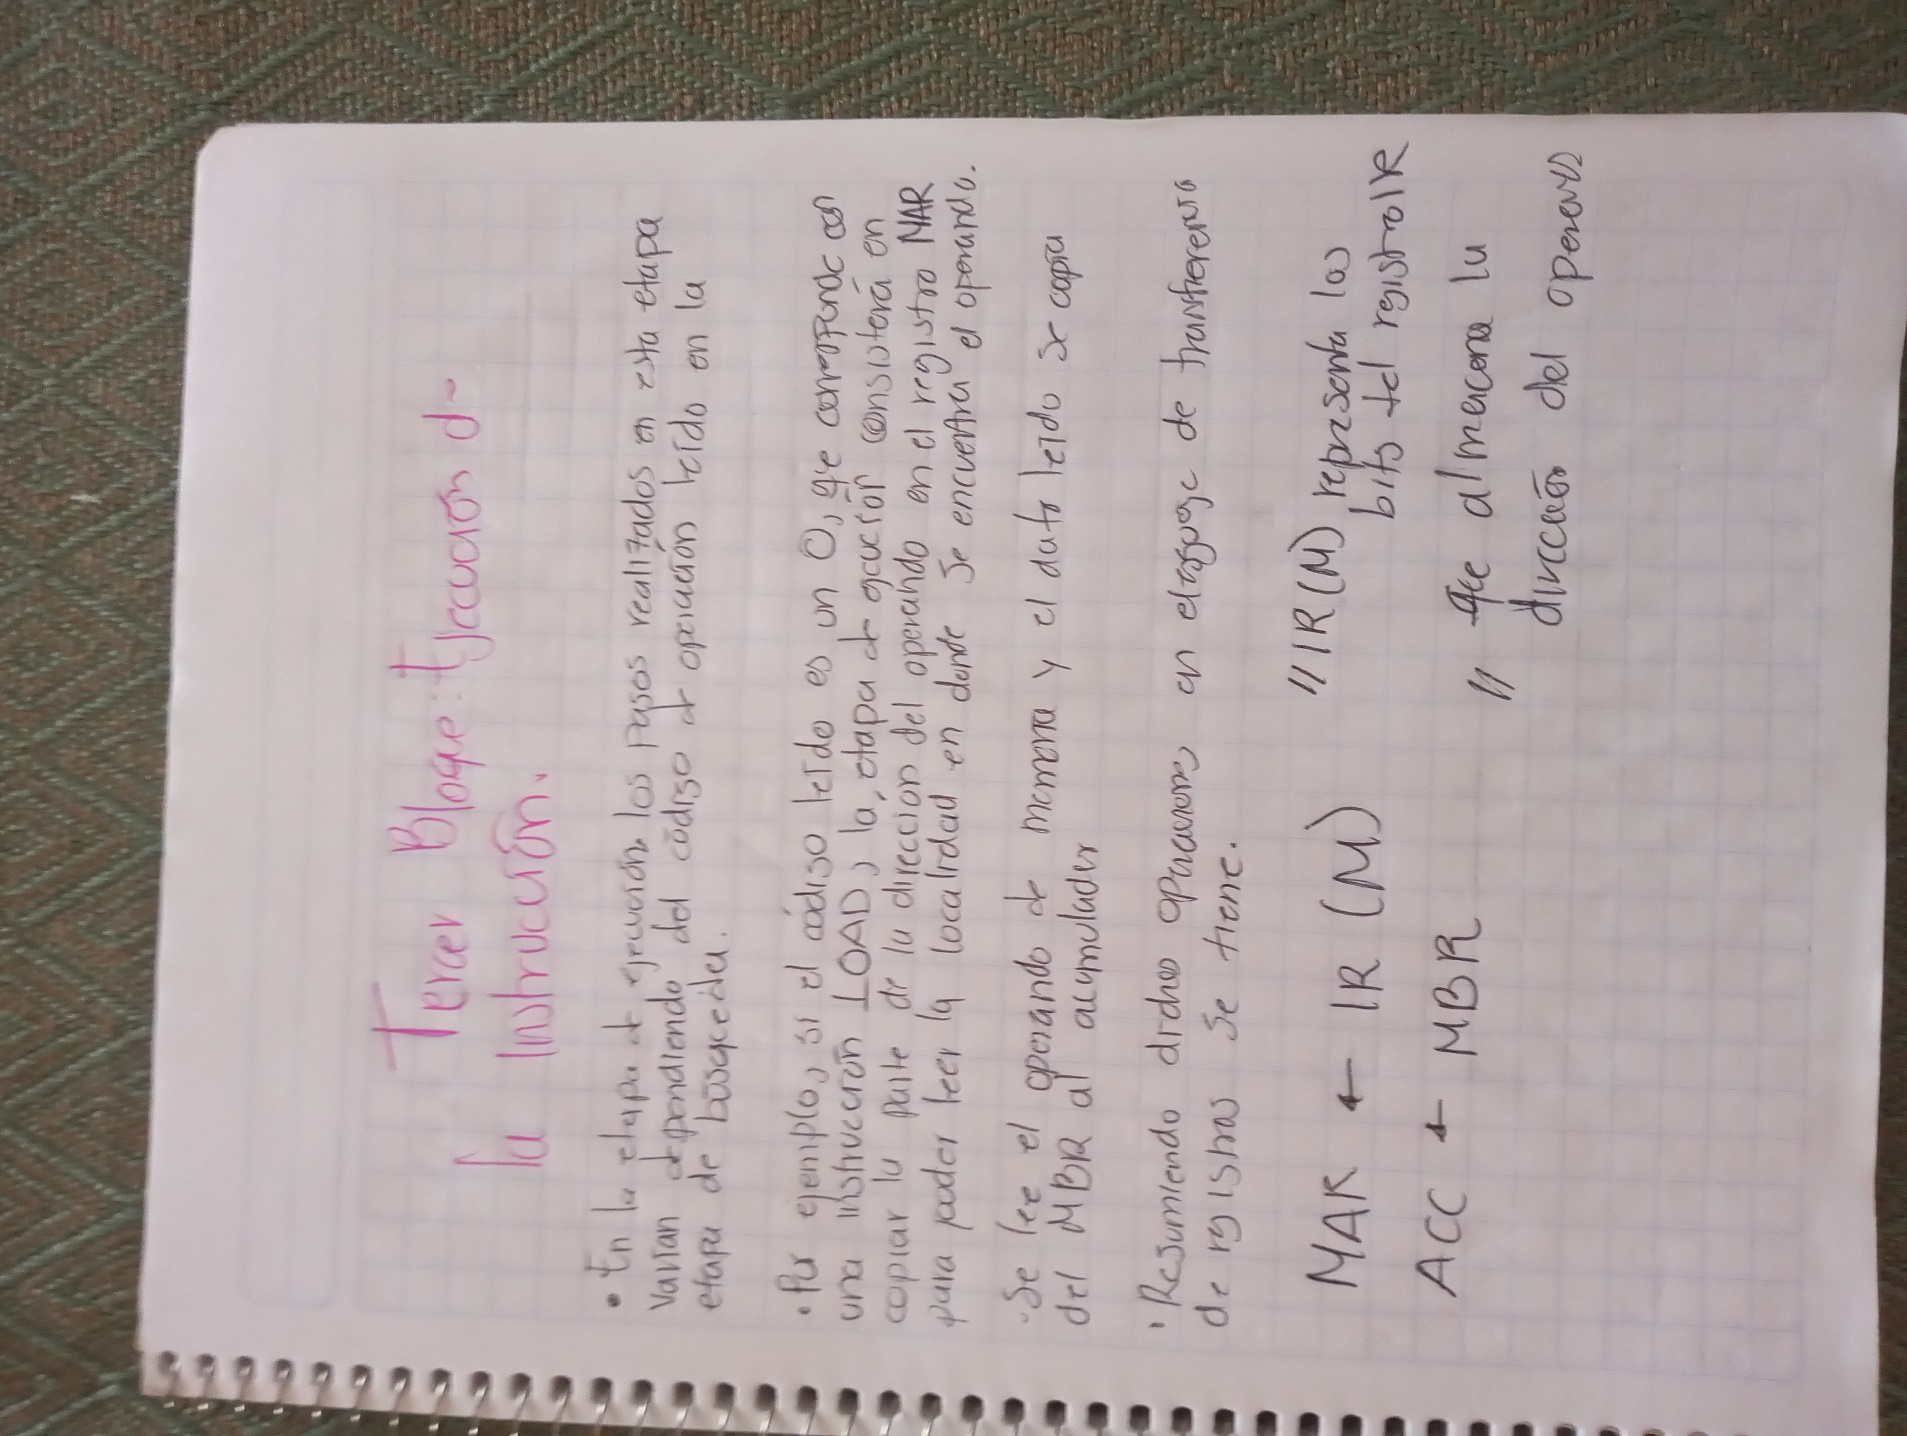 Tercer Bloque: Ejecución de
la Instrucción.
• En la etapa de ejecución, los pasos realizados en esta etapa
varían dependiendo del código de operación leído en la
etapa de búsqueda.
• Por ejemplo, si el código leído es un 0, que corresponde con
una instrucción LOAD, la etapa de ejecución consisterá en
copiar la parte de la dirección del operando en el registro MAR
para poder leer la localidad en donde se encuentra el operando.
• Se lee el operando de memoria y el dato leído se copia
del MBR al acumulador
• Resumiendo dichas operaciones, en el lenguaje de transferencia
de registros se tiene.
MAR ← IR (M) // IR(M) representa los
bits del registro IR
ACC ← MBR // que almacena la
dirección del operando